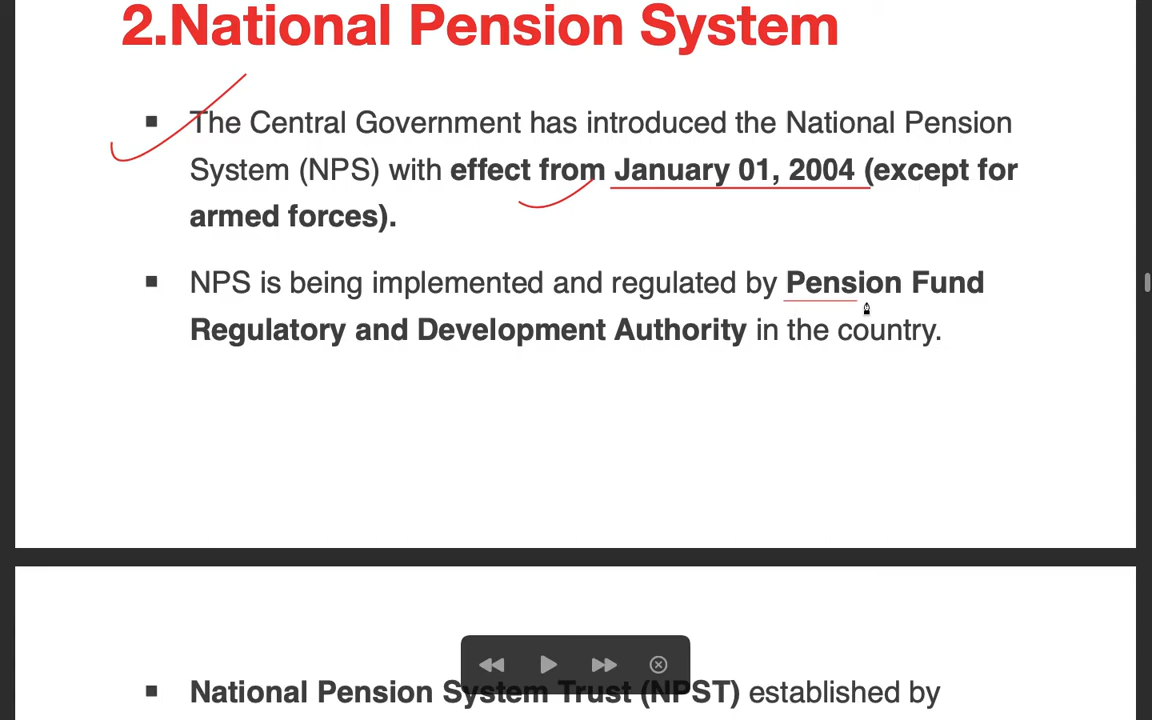 2.National Pension System
▪ The Central Government has introduced the National Pension
System (NPS) with effect from January 01, 2004 (except for
armed forces).
▪ NPS is being implemented and regulated by Pension Fund
Regulatory and Development Authority in the country.
▪ National Pension System Trust (NPST) established by